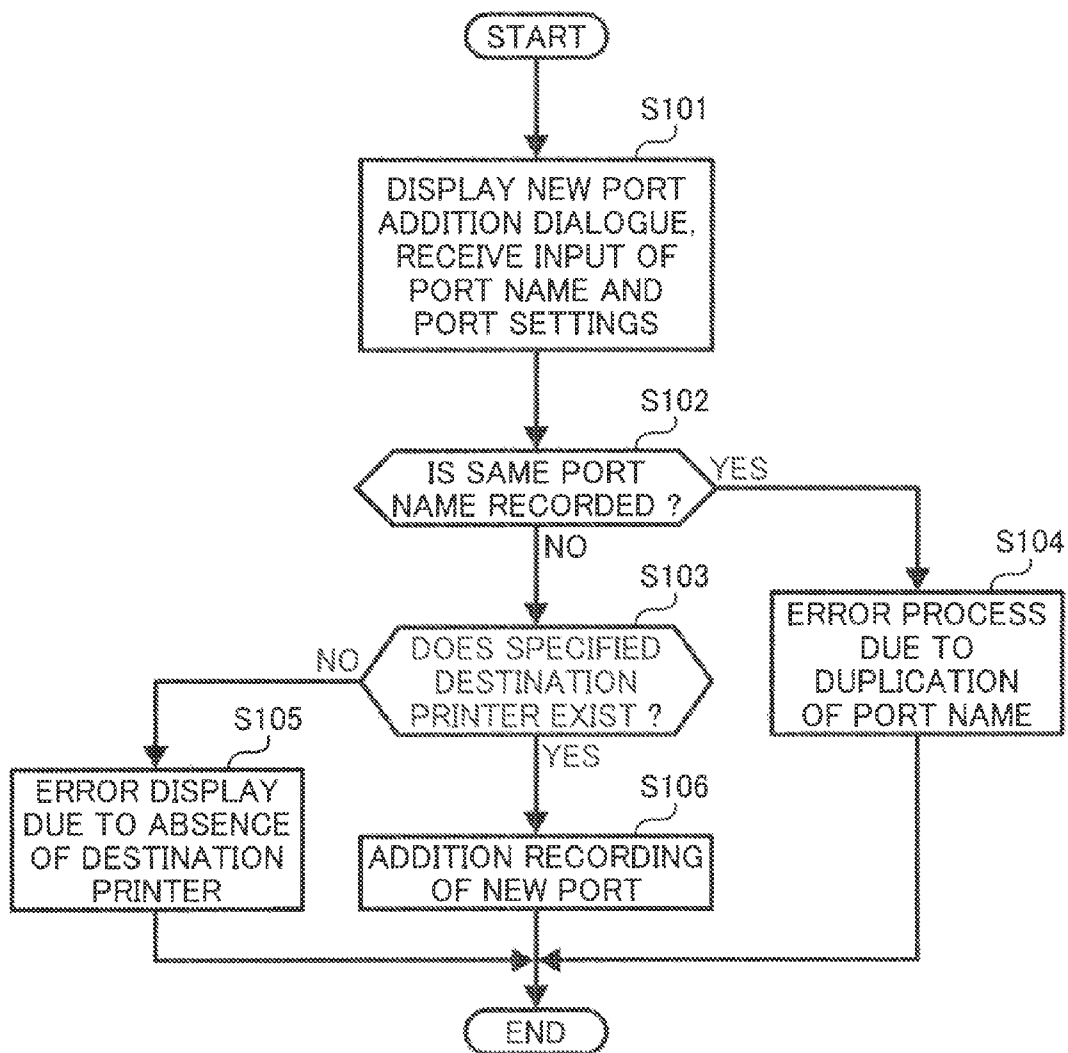 START
S101
DISPLAY NEW PORT
ADDITION DIALOGUE,
RECEIVE INPUT OF
PORT NAME AND
PORT SETTINGS
S102
IS SAME PORT
NAME RECORDED ?
YES
NO
S104
ERROR PROCESS
DUE TO
DUPLICATION
OF PORT NAME
S103
DOES SPECIFIED
DESTINATION
PRINTER EXIST ?
NO
YES
S105
ERROR DISPLAY
DUE TO ABSENCE
OF DESTINATION
PRINTER
S106
ADDITION RECORDING
OF NEW PORT
END